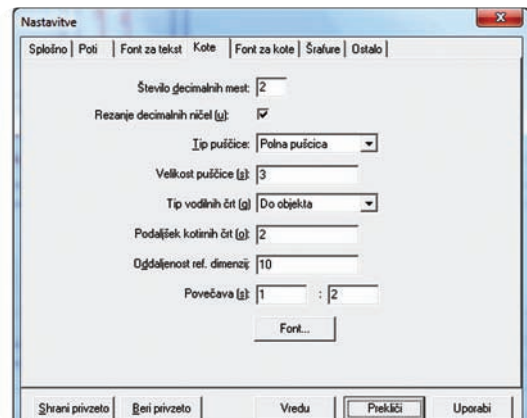 Nastavitve
Splošno Poti Font za tekst Kote Font za kote Šrafure Ostalo
Število decimalnih mest: 2
Rezanje decimalnih ničel (u):
Tip puščice: Polna puščica
Velikost puščice (s): 3
Tip vodilnih črt (g) Do objekta
Podaljšek kotirnih črt (o): 2
Oddaljenost ref. dimenzij: 10
Povečava (s): 1 : 2
Font...
Shrani privzeto Beri privzeto Vredu Prekliči Uporabi